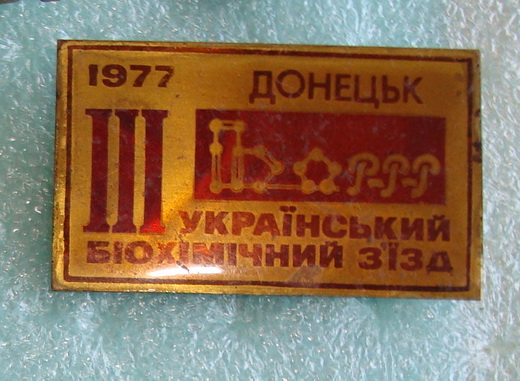 1977 ДОНЕЦЬК
III УКРАЇНСЬКИЙ
БІОХІМІЧНИЙ З'ЇЗД